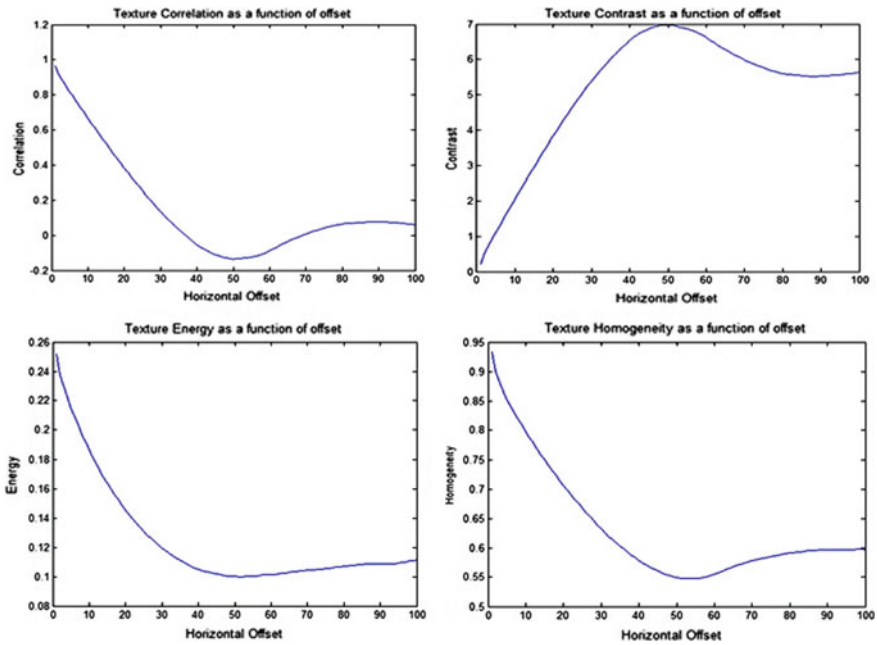 Texture Correlation as a function of offset
1.2
1
0.8
0.6
0.4
0.2
0
-0.2
Correlation
0 10 20 30 40 50 60 70 80 90 100
Horizontal Offset
Texture Contrast as a function of offset
7
6
5
4
3
2
1
0
Contrast
0 10 20 30 40 50 60 70 80 90 100
Horizontal Offset
Texture Energy as a function of offset
0.26
0.24
0.22
0.2
0.18
0.16
0.14
0.12
0.1
0.08
Energy
0 10 20 30 40 50 60 70 80 90 100
Horizontal Offset
Texture Homogeneity as a function of offset
0.95
0.9
0.85
0.8
0.75
0.7
0.65
0.6
0.55
0.5
Homogeneity
0 10 20 30 40 50 60 70 80 90 100
Horizontal Offset